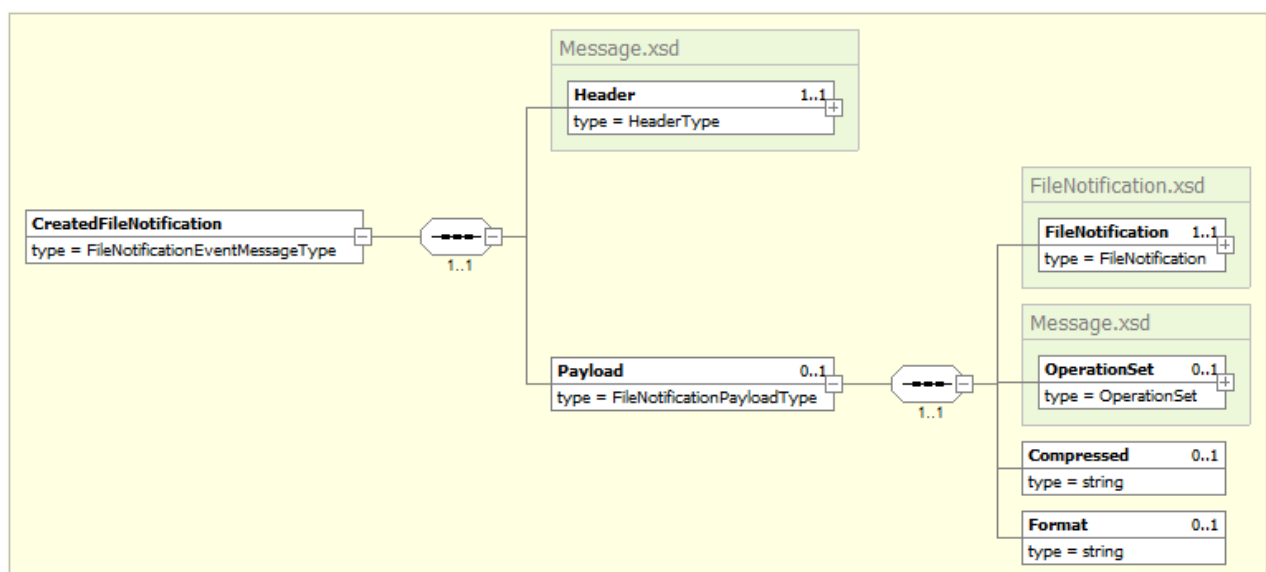 Message.xsd
Header 1..1
type = HeaderType
FileNotification.xsd
CreatedFileNotification
type = FileNotificationEventMessageType
1..1
FileNotification 1..1
type = FileNotification
Message.xsd
Payload 0..1
type = FileNotificationPayloadType
1..1
OperationSet 0..1
type = OperationSet
Compressed 0..1
type = string
Format 0..1
type = string